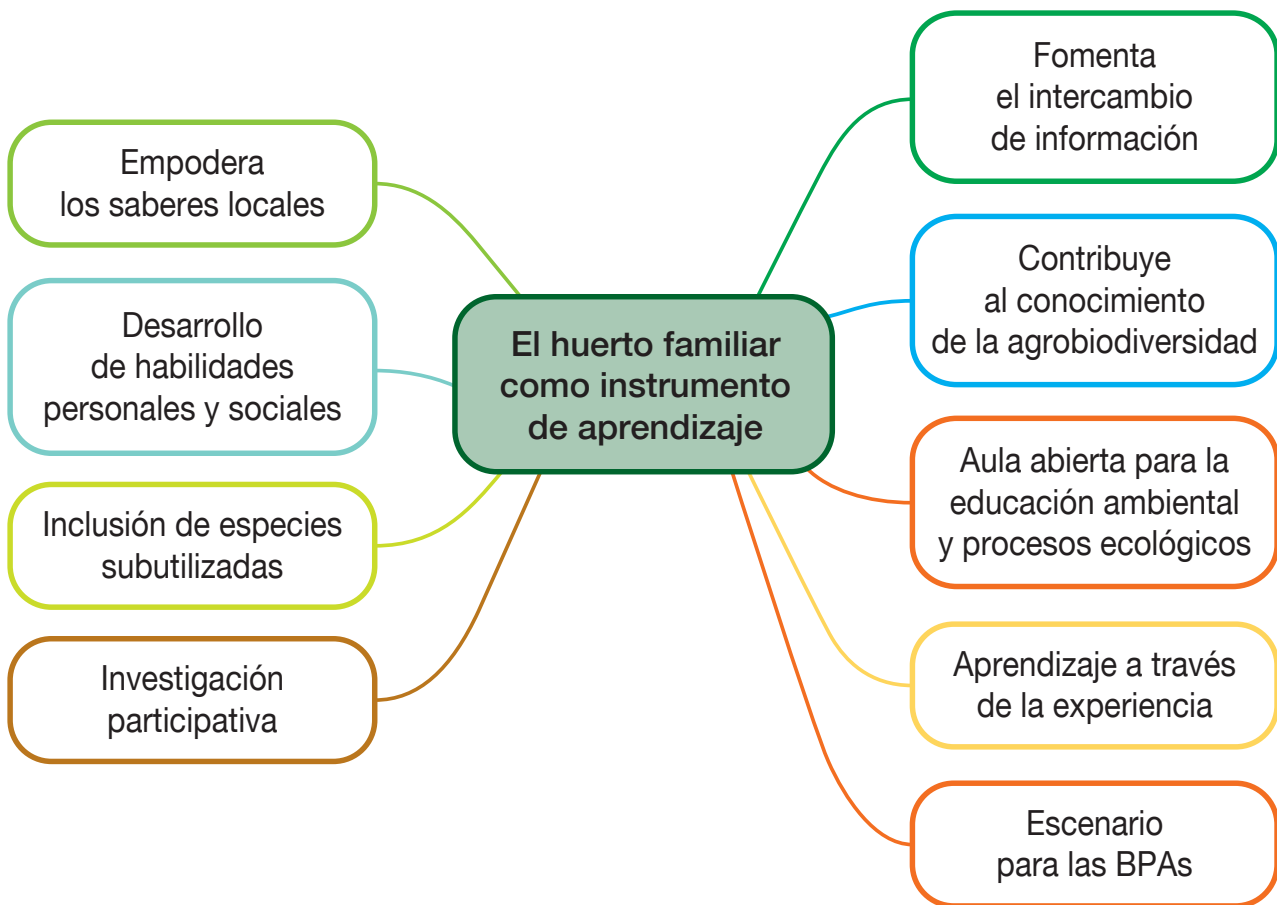 El huerto familiar
como instrumento
de aprendizaje
Empodera
los saberes locales
Desarrollo
de habilidades
personales y sociales
Inclusión de especies
subutilizadas
Investigación
participativa
Fomenta
el intercambio
de información
Contribuye
al conocimiento
de la agrobiodiversidad
Aula abierta para la
educación ambiental
y procesos ecológicos
Aprendizaje a través
de la experiencia
Escenario
para las BPAs